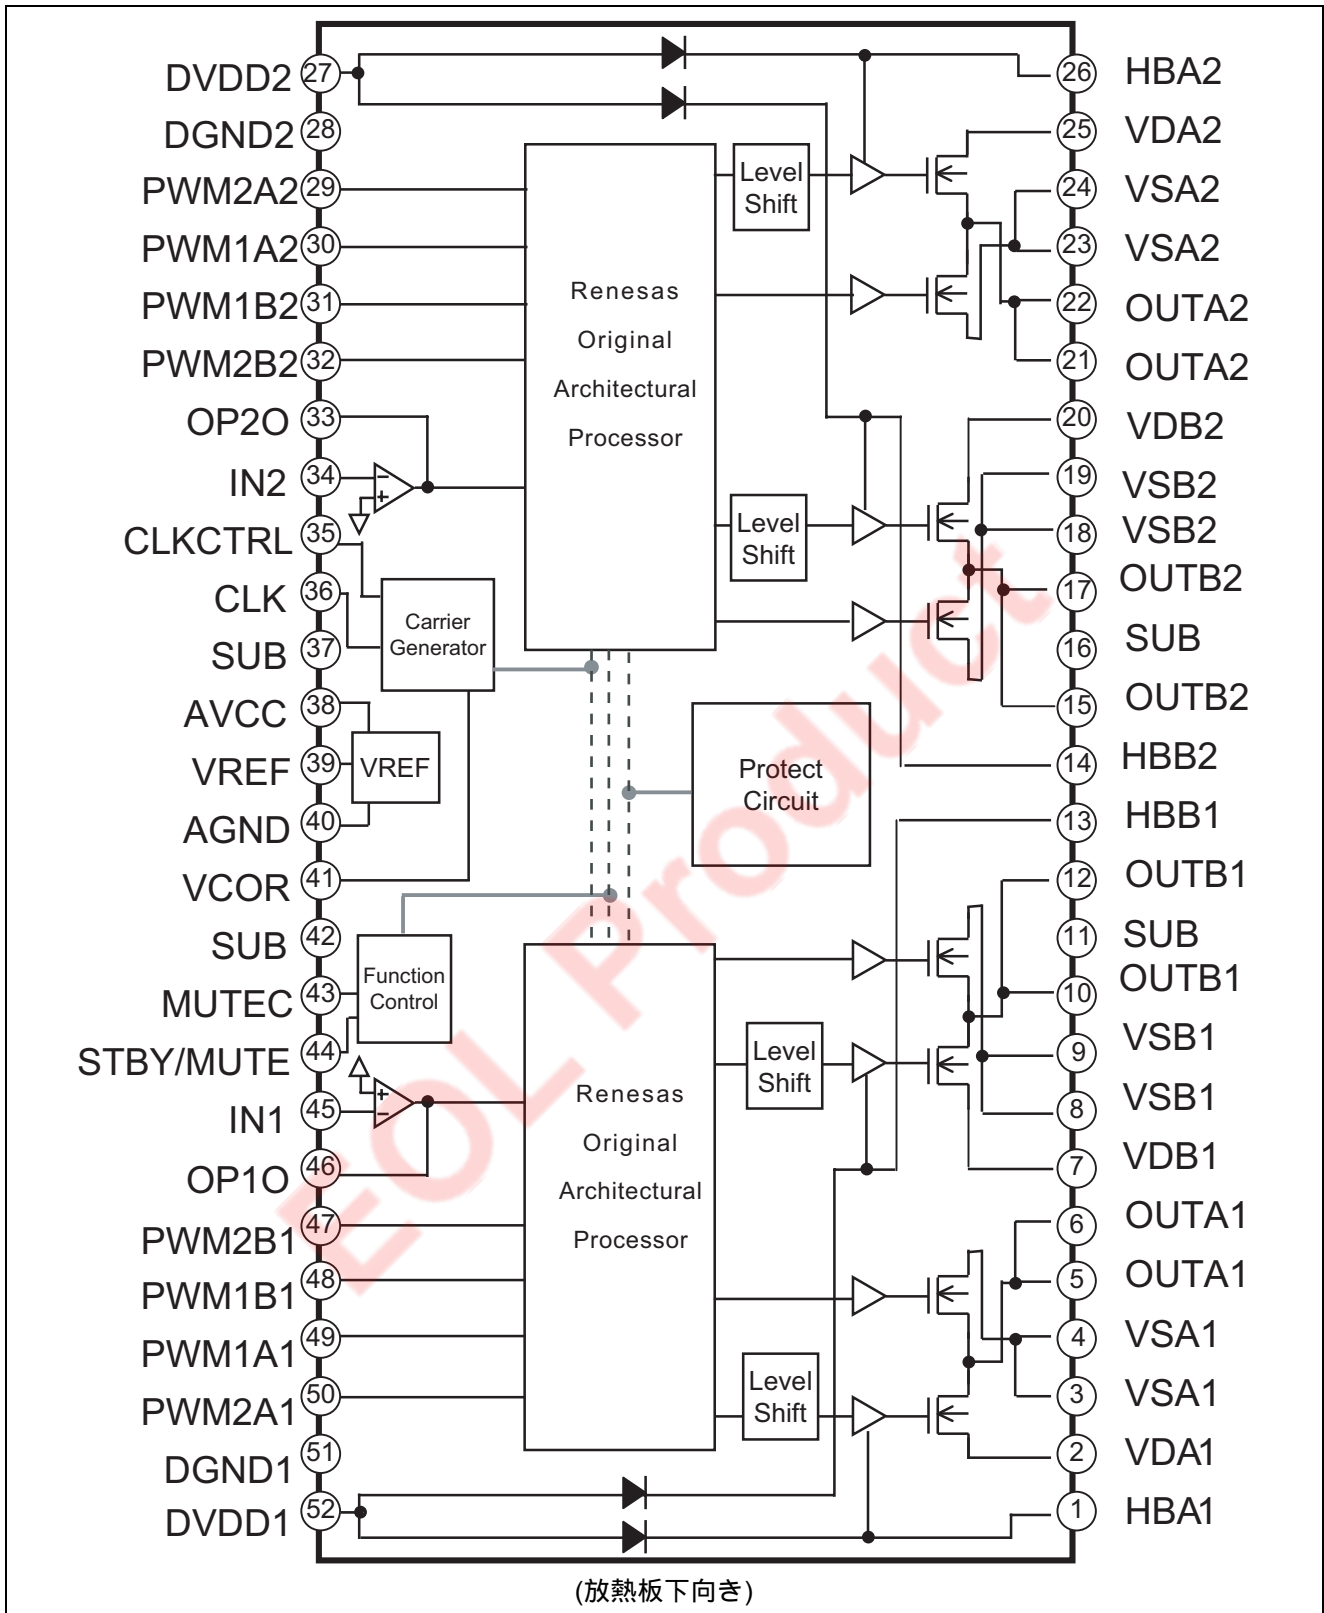 DVDD2 27
DGND2 28
PWM2A2 29
PWM1A2 30
PWM1B2 31
PWM2B2 32
OP2O 33
IN2 34
CLKCTRL 35
CLK 36
SUB 37
AVCC 38
VREF 39
AGND 40
VCOR 41
SUB 42
MUTEC 43
STBY/MUTE 44
IN1 45
OP1O 46
PWM2B1 47
PWM1B1 48
PWM1A1 49
PWM2A1 50
DGND1 51
DVDD1 52
Renesas
Original
Architectural
Processor
Level
Shift
Level
Shift
− +
Carrier
Generator
VREF
Protect
Circuit
Function
Control
+ −
Renesas
Original
Architectural
Processor
Level
Shift
Level
Shift
26 HBA2
25 VDA2
24 VSA2
23 VSA2
22 OUTA2
21 OUTA2
20 VDB2
19 VSB2
18 VSB2
17 OUTB2
16 SUB
15 OUTB2
14 HBB2
13 HBB1
12 OUTB1
11 SUB
10 OUTB1
9 VSB1
8 VSB1
7 VDB1
6 OUTA1
5 OUTA1
4 VSA1
3 VSA1
2 VDA1
1 HBA1
EOL Product
(放熱板下向き)